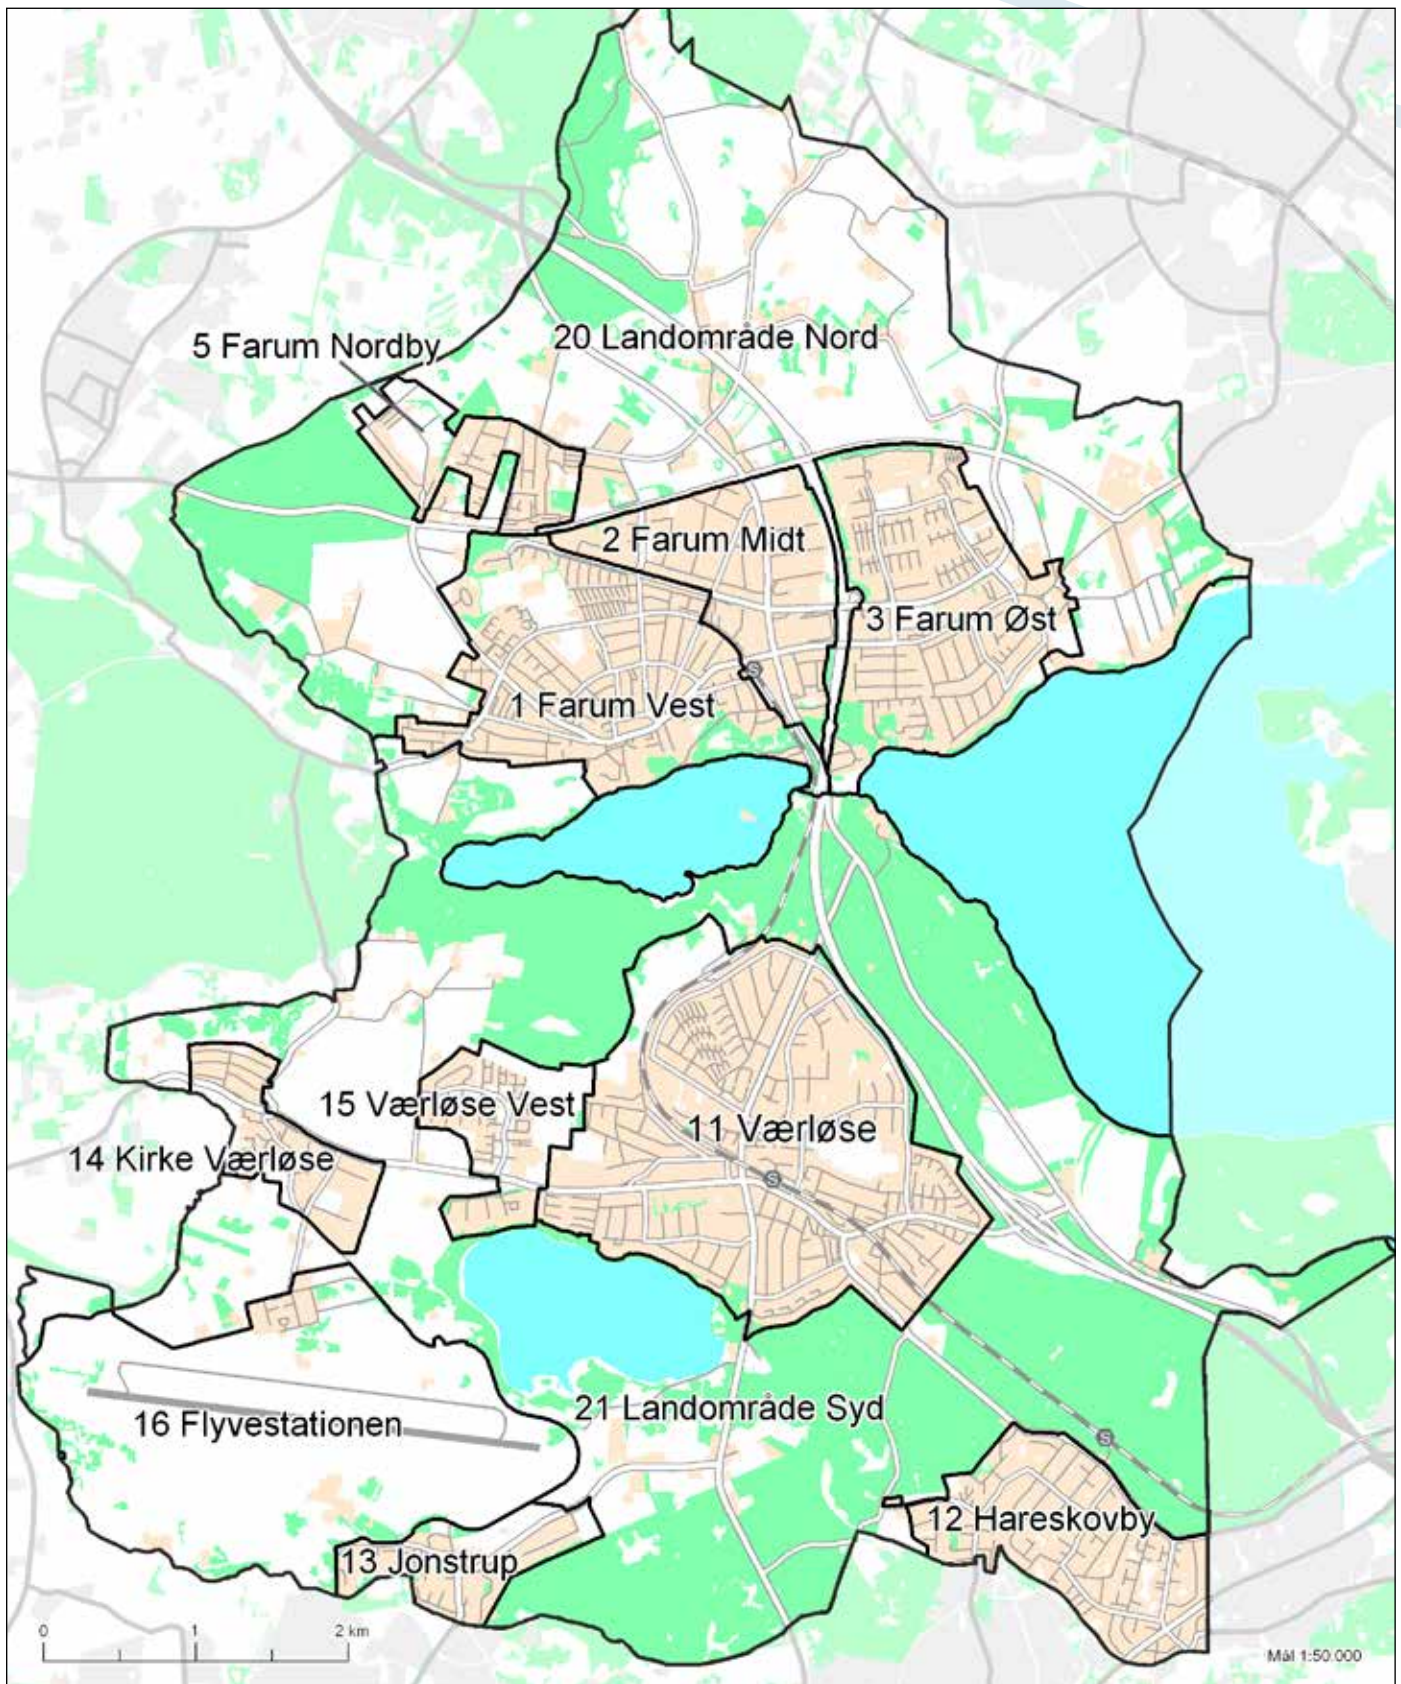 20 Landområde Nord
5 Farum Nordby
2 Farum Midt
3 Farum Øst
S
1 Farum Vest
15 Værløse Vest
11 Værløse
14 Kirke Værløse
S
21 Landområde Syd
16 Flyvestationen
S
12 Hareskovby
13 Jonstrup
0 1 2 km
Mål 1:50.000